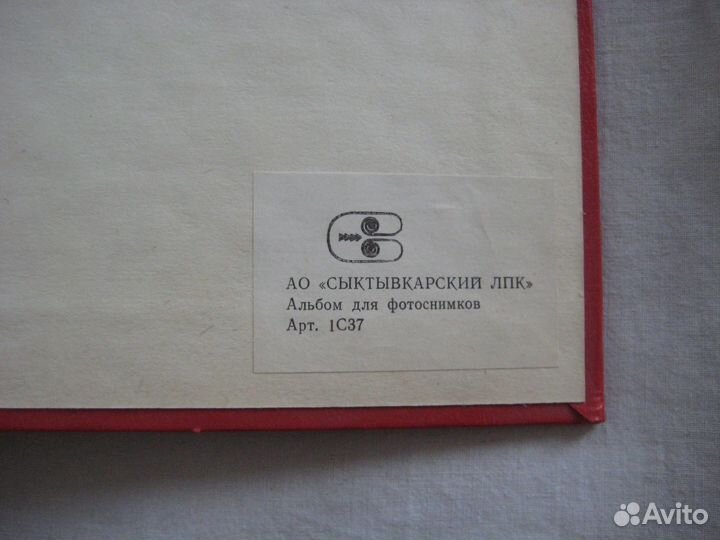 АО «СЫКТЫВКАРСКИЙ ЛПК»
Альбом для фотоснимков
Арт. 1С37
Avito